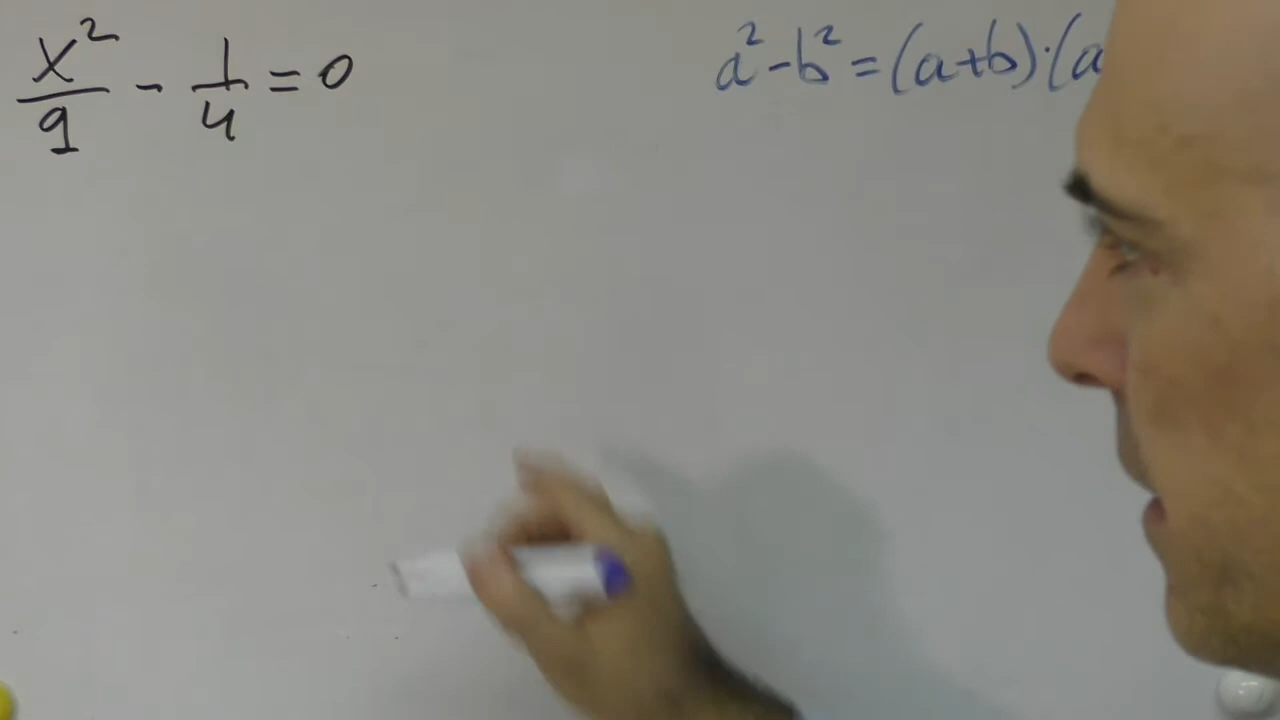 x²/9 - 1/4 = 0
a² - b² = (a+b)·(a